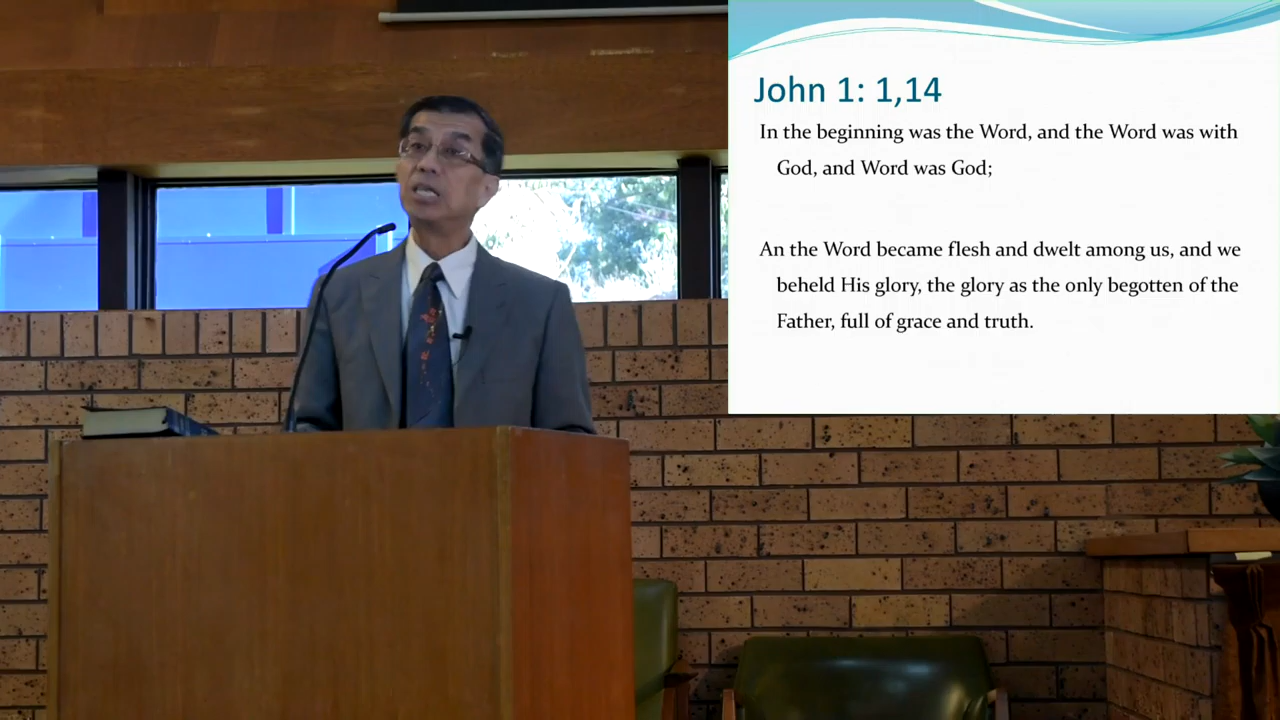 John 1: 1,14
In the beginning was the Word, and the Word was with
God, and Word was God;
An the Word became flesh and dwelt among us, and we
beheld His glory, the glory as the only begotten of the
Father, full of grace and truth.